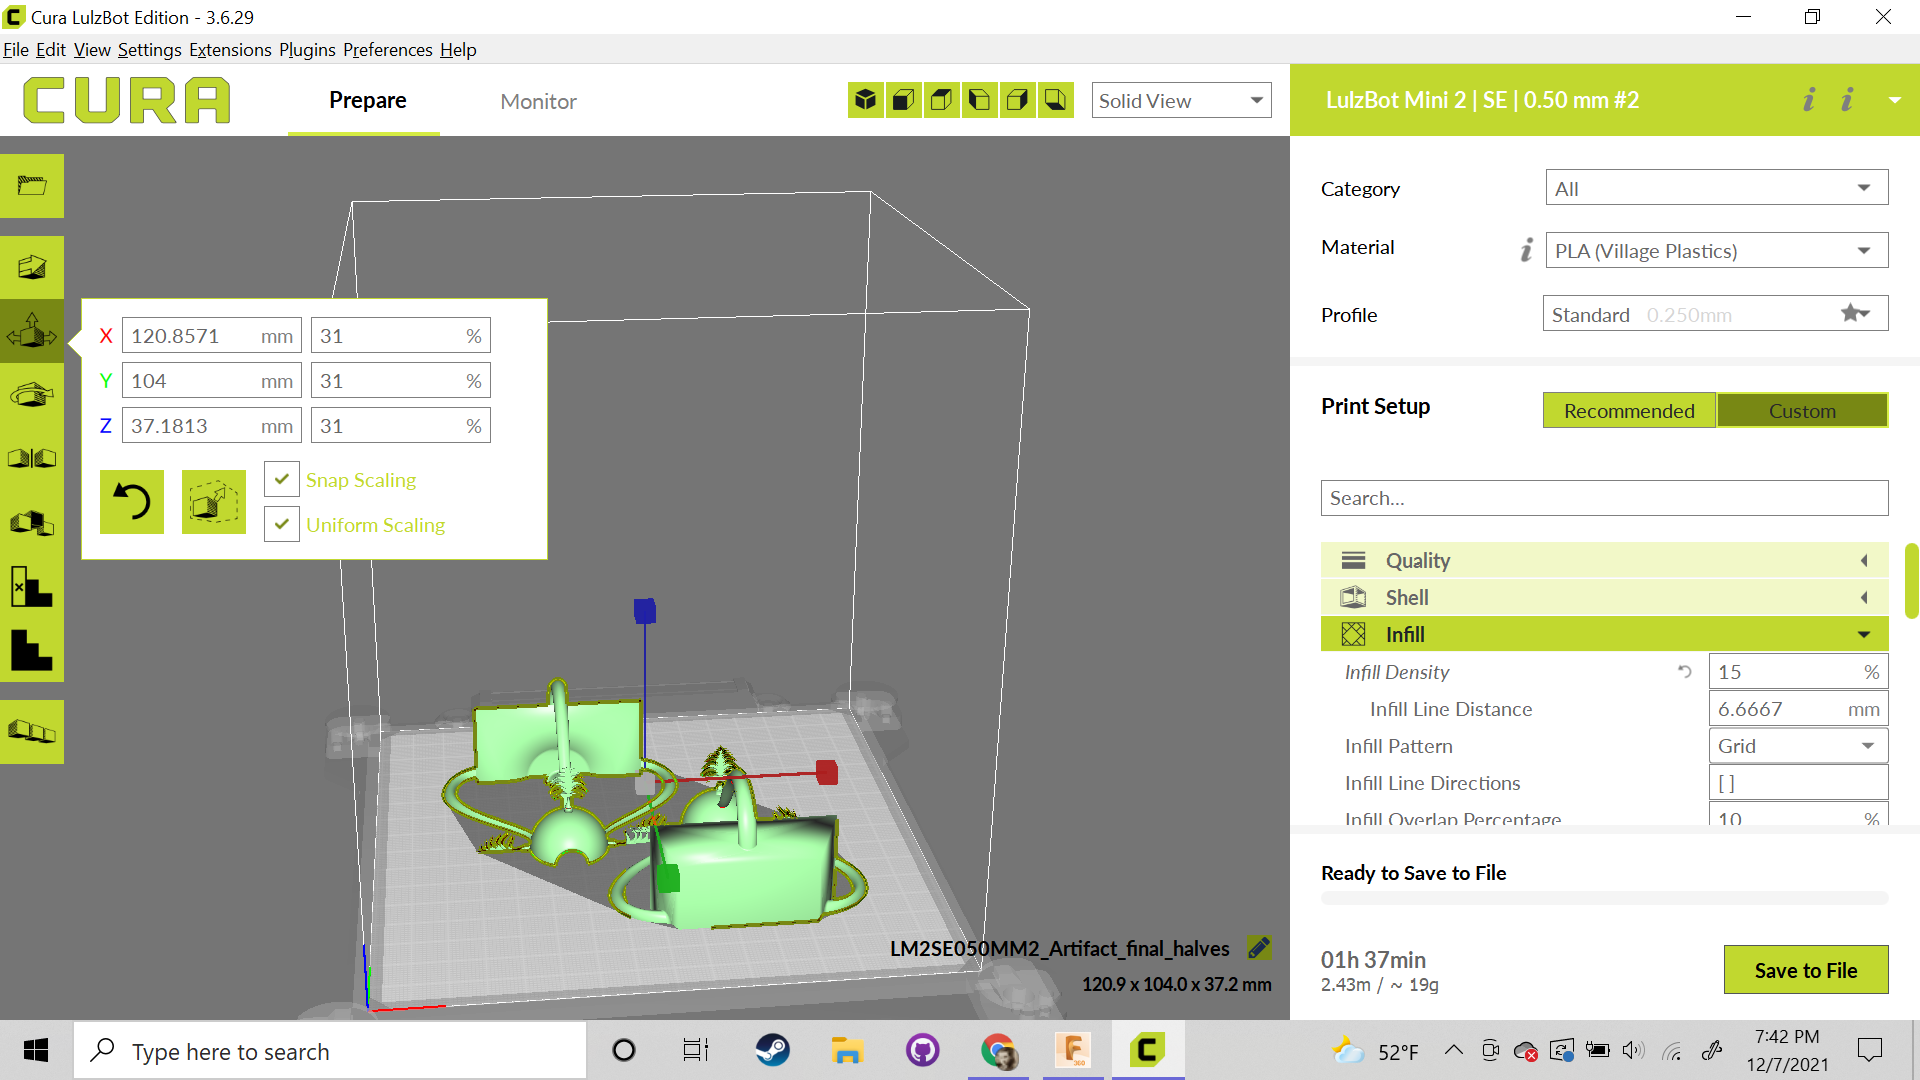 Cura LulzBot Edition - 3.6.29
File Edit View Settings Extensions Plugins Preferences Help
CURA
Prepare
Monitor
Solid View
LulzBot Mini 2 | SE | 0.50 mm #2
Category
All
Material
PLA (Village Plastics)
Profile
Standard 0.250mm
X 120.8571 mm 31 %
Y 104 mm 31 %
Z 37.1813 mm 31 %
Snap Scaling
Uniform Scaling
Print Setup
Recommended
Custom
Search...
Quality
Shell
Infill
Infill Density 15 %
Infill Line Distance 6.6667 mm
Infill Pattern Grid
Infill Line Directions [ ]
Infill Overlap Percentage 10 %
Ready to Save to File
LM2SE050MM2_Artifact_final_halves
120.9 x 104.0 x 37.2 mm
01h 37min
2.43m / ~ 19g
Save to File
Type here to search
52°F
7:42 PM
12/7/2021